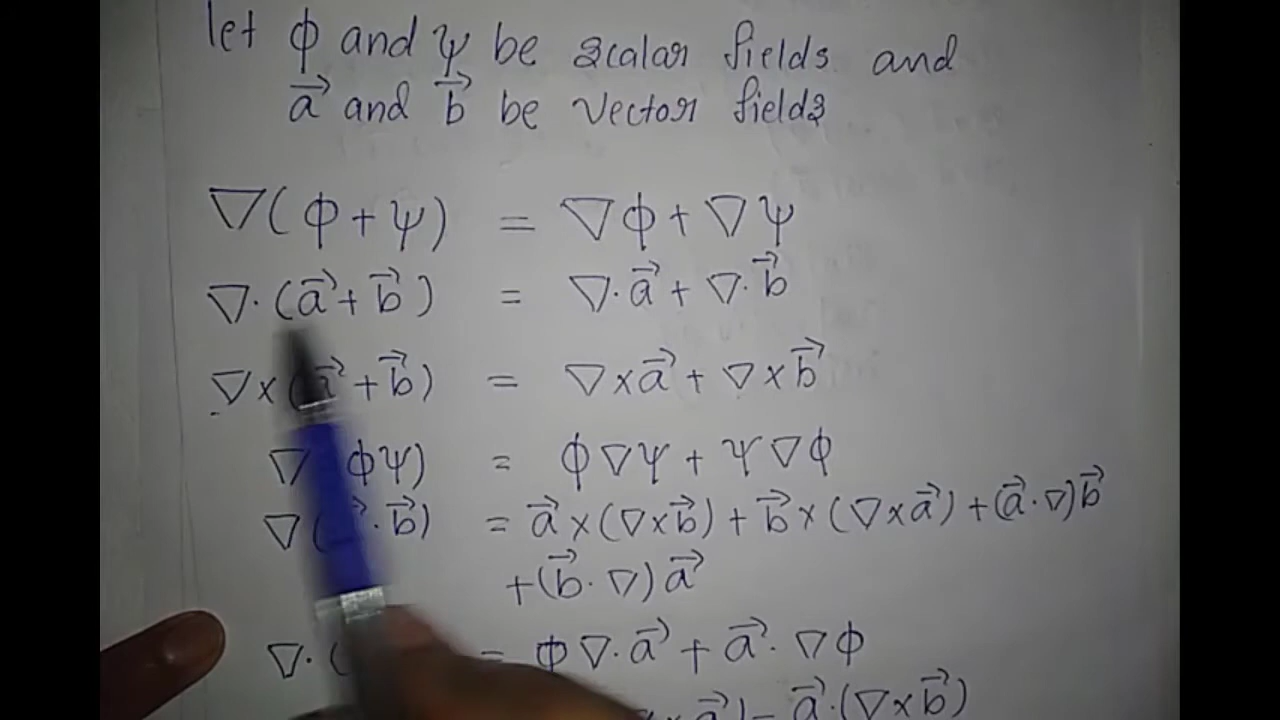 let ϕ and ψ be scalar fields and
a⃗ and b⃗ be vector fields
∇(ϕ+ψ) = ∇ϕ+∇ψ
∇·(a⃗+b⃗) = ∇·a⃗+∇·b⃗
∇×(a⃗+b⃗) = ∇×a⃗+∇×b⃗
∇ ϕψ) = ϕ∇ψ+ψ∇ϕ
∇( ·b⃗) = a⃗×(∇×b⃗)+b⃗×(∇×a⃗)+(a⃗·∇)b⃗
+(b⃗·∇)a⃗
∇·( = ϕ∇·a⃗+a⃗·∇ϕ
×a⃗)−a⃗·(∇×b⃗)